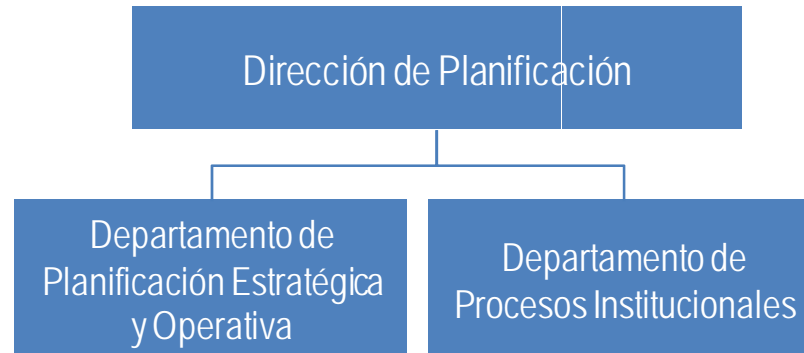 Dirección de Planificación
Departamento de
Planificación Estratégica
y Operativa
Departamento de
Procesos Institucionales